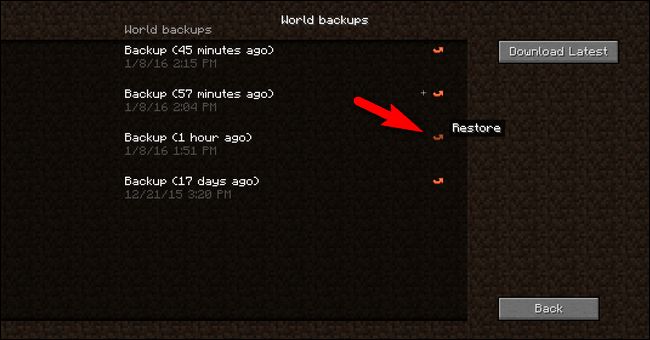 World backups
World backups
Backup (45 minutes ago)
1/8/16 2:15 PM
Download Latest
Backup (57 minutes ago)
+
1/8/16 2:04 PM
Backup (1 hour ago)
Restore
1/8/16 1:51 PM
Backup (17 days ago)
12/21/15 3:20 PM
Back